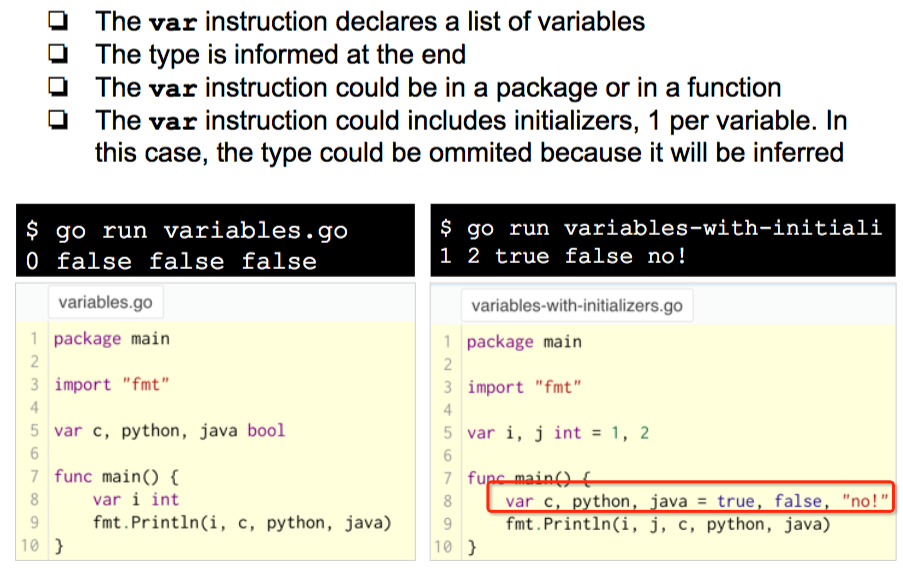 ❏ The var instruction declares a list of variables
❏ The type is informed at the end
❏ The var instruction could be in a package or in a function
❏ The var instruction could includes initializers, 1 per variable. In
this case, the type could be ommited because it will be inferred
$ go run variables.go
0 false false false
variables.go
1 package main
2
3 import "fmt"
4
5 var c, python, java bool
6
7 func main() {
8     var i int
9     fmt.Println(i, c, python, java)
10 }
$ go run variables-with-initiali
1 2 true false no!
variables-with-initializers.go
1 package main
2
3 import "fmt"
4
5 var i, j int = 1, 2
6
7 func main() {
8     var c, python, java = true, false, "no!"
9     fmt.Println(i, j, c, python, java)
10 }